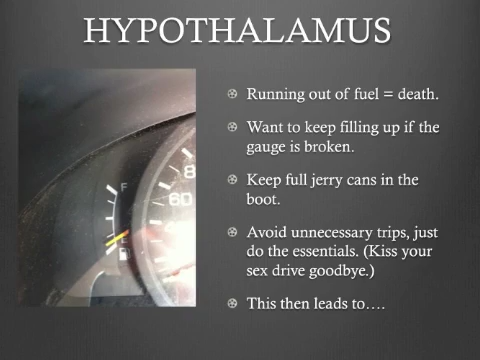 HYPOTHALAMUS
Running out of fuel = death.
Want to keep filling up if the
gauge is broken.
Keep full jerry cans in the
boot.
Avoid unnecessary trips, just
do the essentials. (Kiss your
sex drive goodbye.)
This then leads to….
F
E
8
60